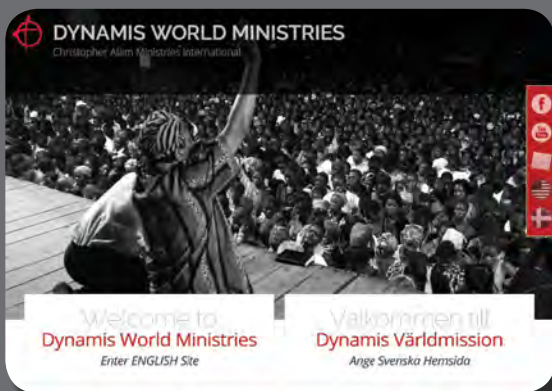 DYNAMIS WORLD MINISTRIES
Christopher Alam Ministries International
Welcome to
Dynamis World Ministries
Enter ENGLISH Site
Välkommen till
Dynamis Världmission
Ange Svenska Hemsida